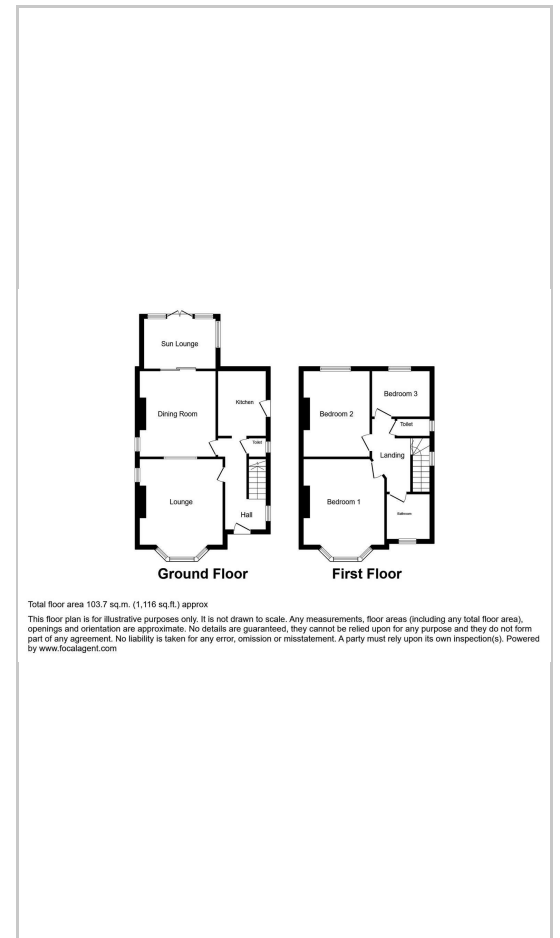 Sun Lounge
Dining Room
Kitchen
Toilet
Lounge
Hall
Ground Floor
Bedroom 2
Bedroom 3
Toilet
Landing
Bedroom 1
Bathroom
First Floor
Total floor area 103.7 sq.m. (1,116 sq.ft.) approx
This floor plan is for illustrative purposes only. It is not drawn to scale. Any measurements, floor areas (including any total floor area),
openings and orientation are approximate. No details are guaranteed, they cannot be relied upon for any purpose and they do not form
part of any agreement. No liability is taken for any error, omission or misstatement. A party must rely upon its own inspection(s). Powered
by www.focalagent.com